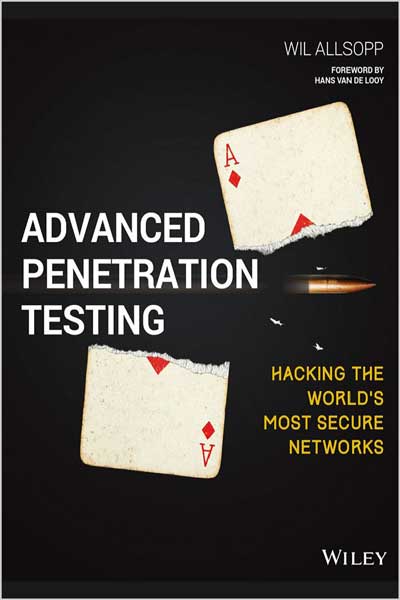 WIL ALLSOPP
FOREWORD BY
HANS VAN DE LOOY
A
ADVANCED
PENETRATION
TESTING
HACKING THE
WORLD'S
MOST SECURE
NETWORKS
A
WILEY